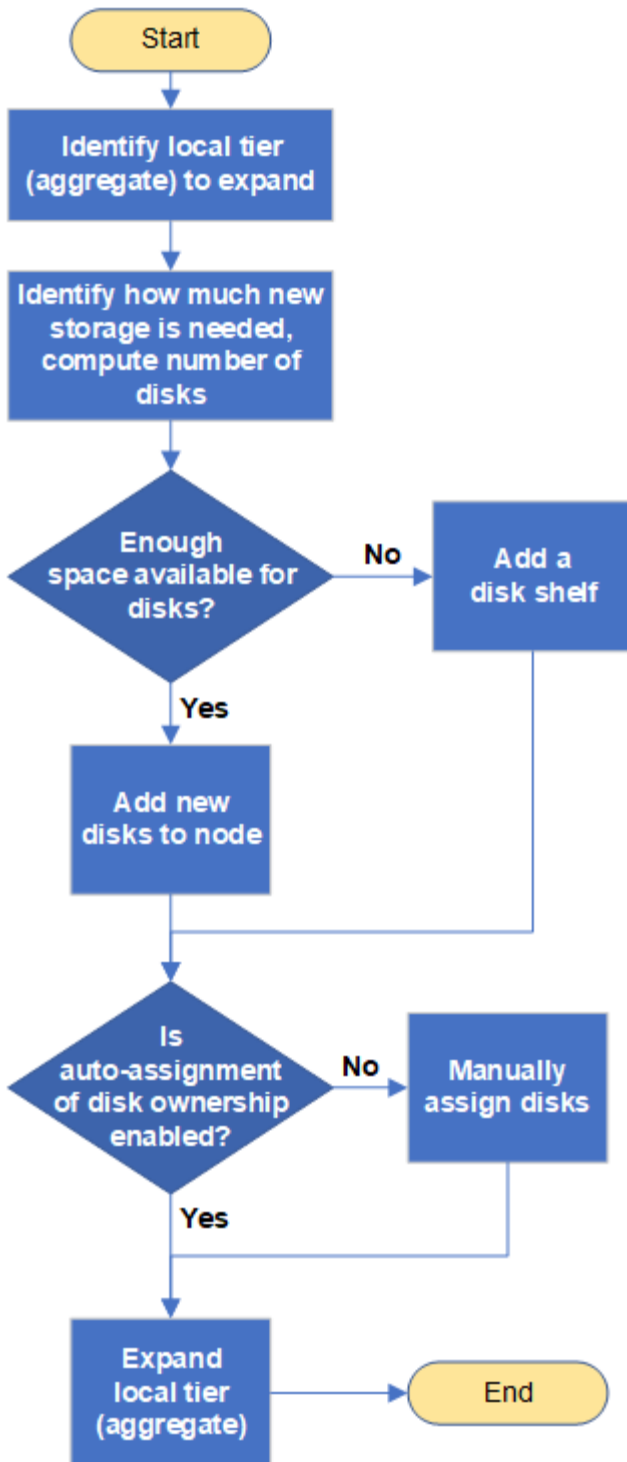 Start
Identify local tier
(aggregate) to expand
Identify how much new
storage is needed,
compute number of
disks
Enough
space available for
disks?
No
Add a
disk shelf
Yes
Add new
disks to node
Is
auto-assignment
of disk ownership
enabled?
No
Manually
assign disks
Yes
Expand
local tier
(aggregate)
End